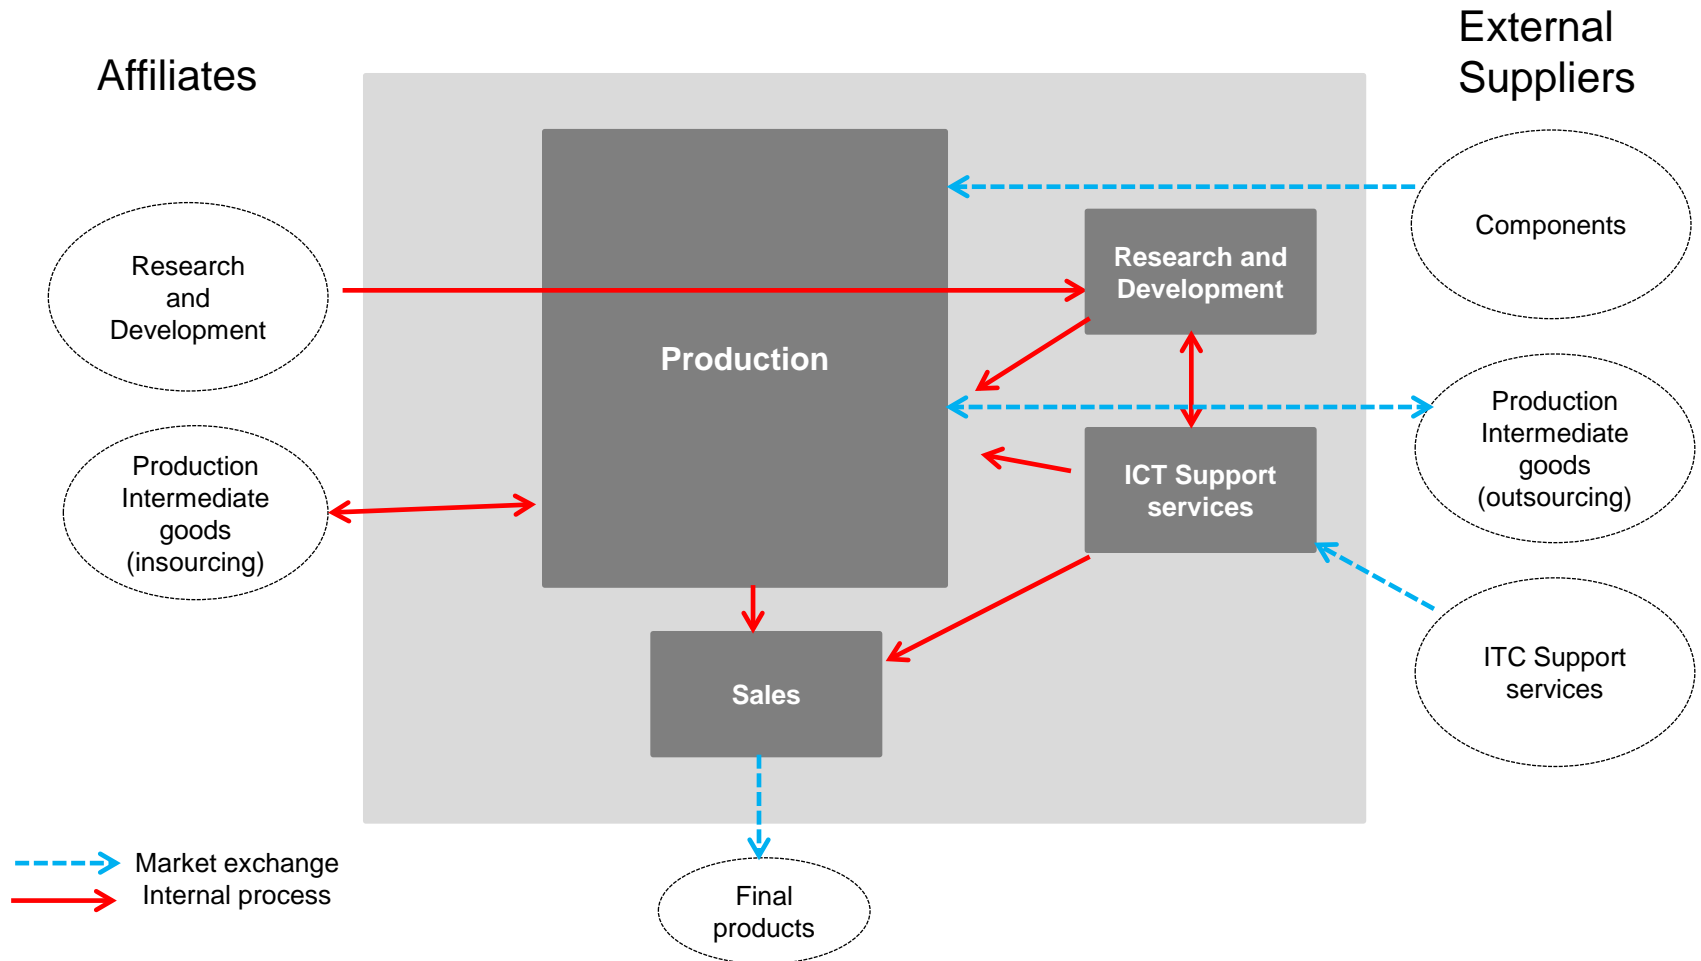 Affiliates
External
Suppliers
Research
and
Development
Production
Intermediate
goods
(insourcing)
Production
Research and
Development
ICT Support
services
Sales
Components
Production
Intermediate
goods
(outsourcing)
ITC Support
services
Market exchange
Internal process
Final
products